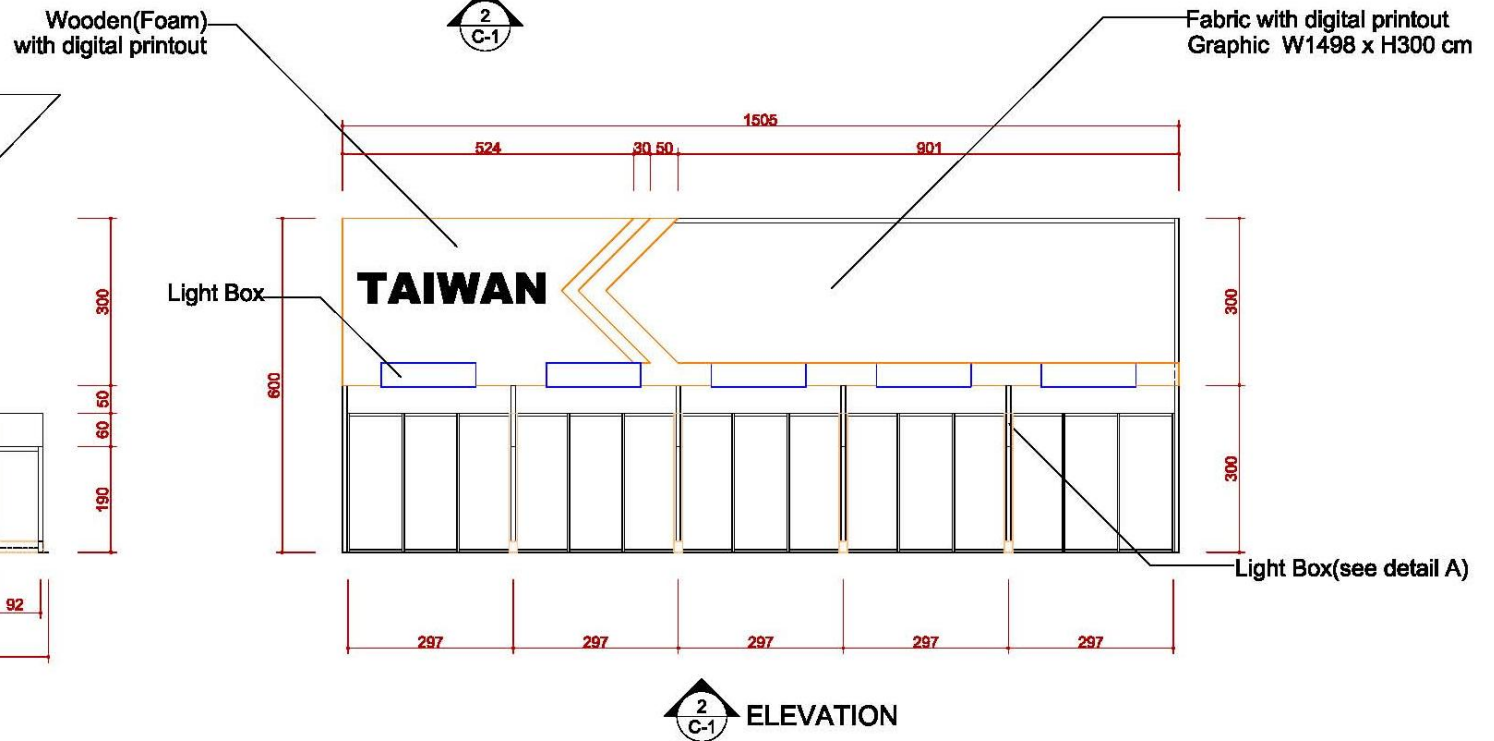 Wooden(Foam)
with digital printout
2
C-1
Fabric with digital printout
Graphic W1498 x H300 cm
1505
524
30 50
901
300
50
60
190
92
600
Light Box
TAIWAN
300
300
Light Box(see detail A)
297
297
297
297
297
2
C-1
ELEVATION